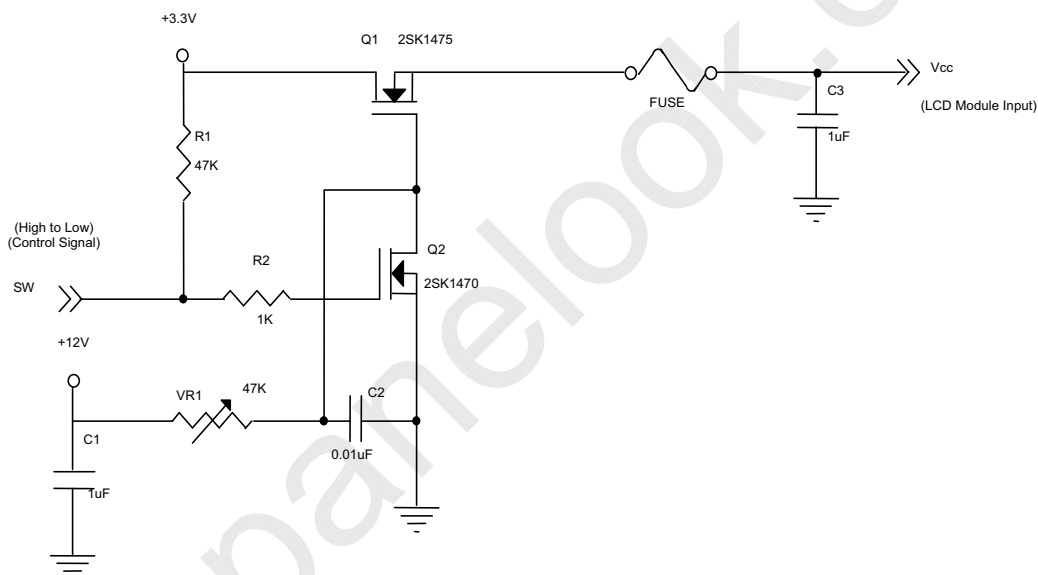 +3.3V
Q1 2SK1475
Vcc
FUSE
C3
(LCD Module Input)
R1
1uF
47K
(High to Low)
(Control Signal)
Q2
R2
SW
2SK1470
1K
+12V
VR1
47K
C2
C1
0.01uF
1uF
panelook.c